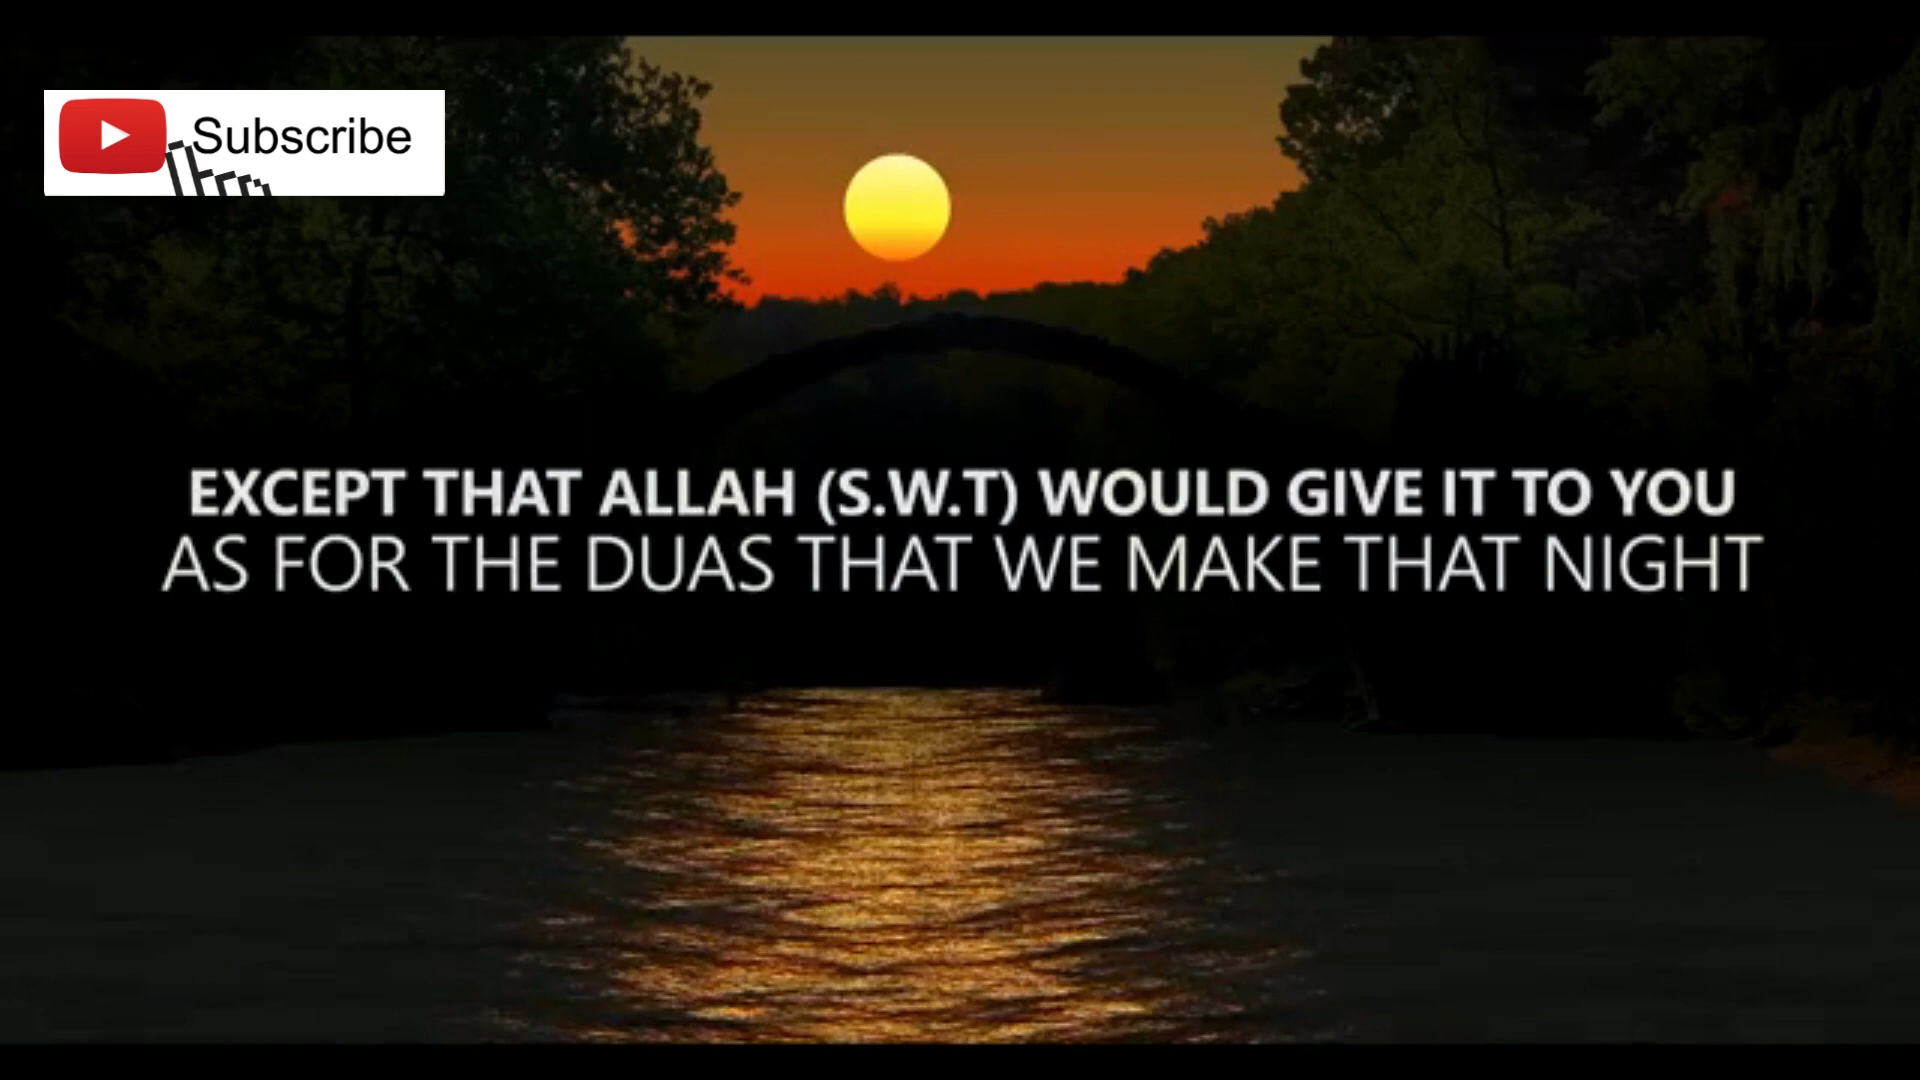 Subscribe
EXCEPT THAT ALLAH (S.W.T) WOULD GIVE IT TO YOU
AS FOR THE DUAS THAT WE MAKE THAT NIGHT